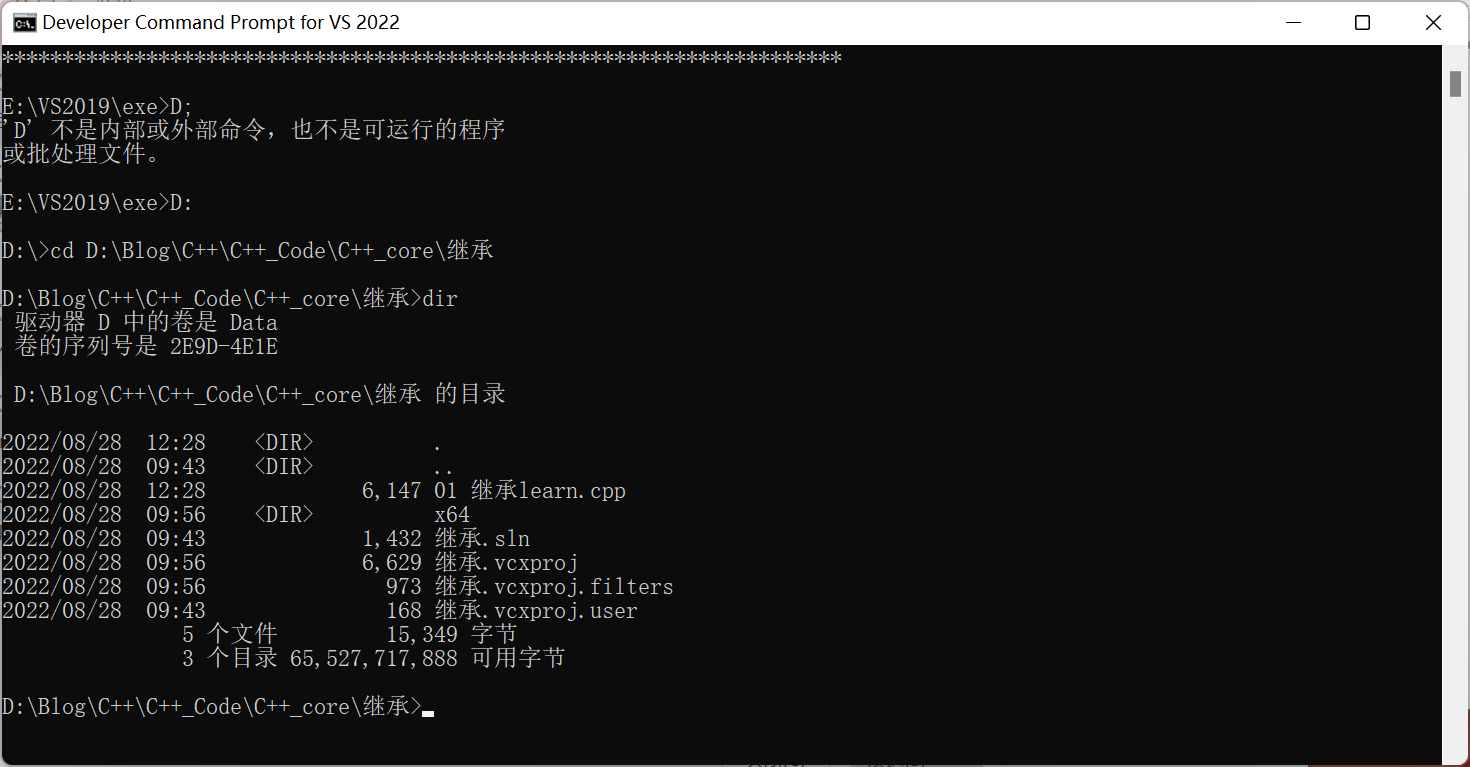 Developer Command Prompt for VS 2022
**********************************************************************
E:\VS2019\exe>D;
'D' 不是内部或外部命令，也不是可运行的程序
或批处理文件。
E:\VS2019\exe>D:
D:\>cd D:\Blog\C++\C++_Code\C++_core\继承
D:\Blog\C++\C++_Code\C++_core\继承>dir
驱动器 D 中的卷是 Data
卷的序列号是 2E9D-4E1E
D:\Blog\C++\C++_Code\C++_core\继承 的目录
2022/08/28  12:28    <DIR>          .
2022/08/28  09:43    <DIR>          ..
2022/08/28  12:28             6,147 01 继承learn.cpp
2022/08/28  09:56    <DIR>          x64
2022/08/28  09:43             1,432 继承.sln
2022/08/28  09:56             6,629 继承.vcxproj
2022/08/28  09:56               973 继承.vcxproj.filters
2022/08/28  09:43               168 继承.vcxproj.user
5 个文件         15,349 字节
3 个目录 65,527,717,888 可用字节
D:\Blog\C++\C++_Code\C++_core\继承>